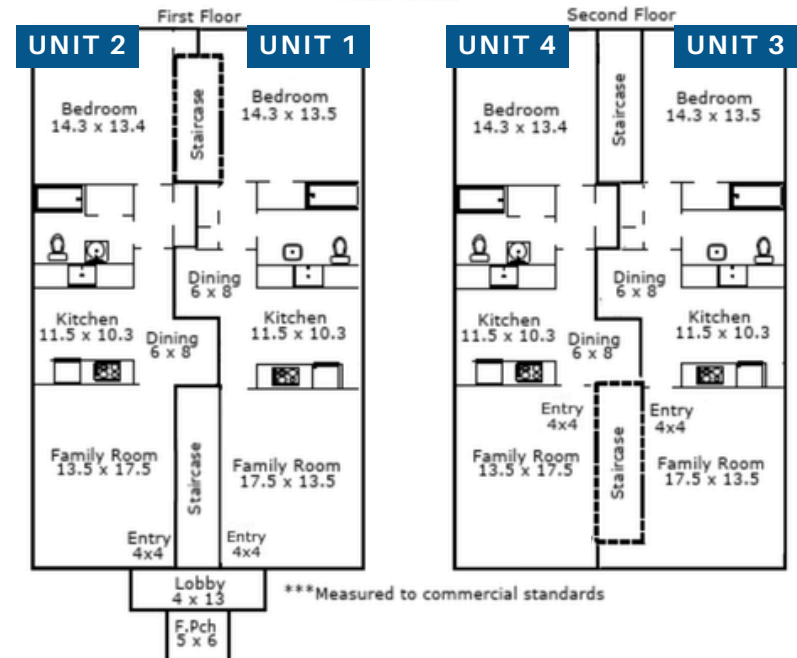 First Floor
UNIT 2
UNIT 1
Bedroom
14.3 x 13.4
Staircase
Bedroom
14.3 x 13.5
Dining
6 x 8
Kitchen
11.5 x 10.3
Dining
6 x 8
Kitchen
11.5 x 10.3
Family Room
13.5 x 17.5
Staircase
Family Room
17.5 x 13.5
Entry
4x4
Entry
4x4
Lobby
4 x 13
F.Pch
5 x 6
Second Floor
UNIT 4
UNIT 3
Bedroom
14.3 x 13.4
Staircase
Bedroom
14.3 x 13.5
Dining
6 x 8
Kitchen
11.5 x 10.3
Dining
6 x 8
Kitchen
11.5 x 10.3
Entry
4x4
Entry
4x4
Family Room
13.5 x 17.5
Staircase
Family Room
17.5 x 13.5
***Measured to commercial standards